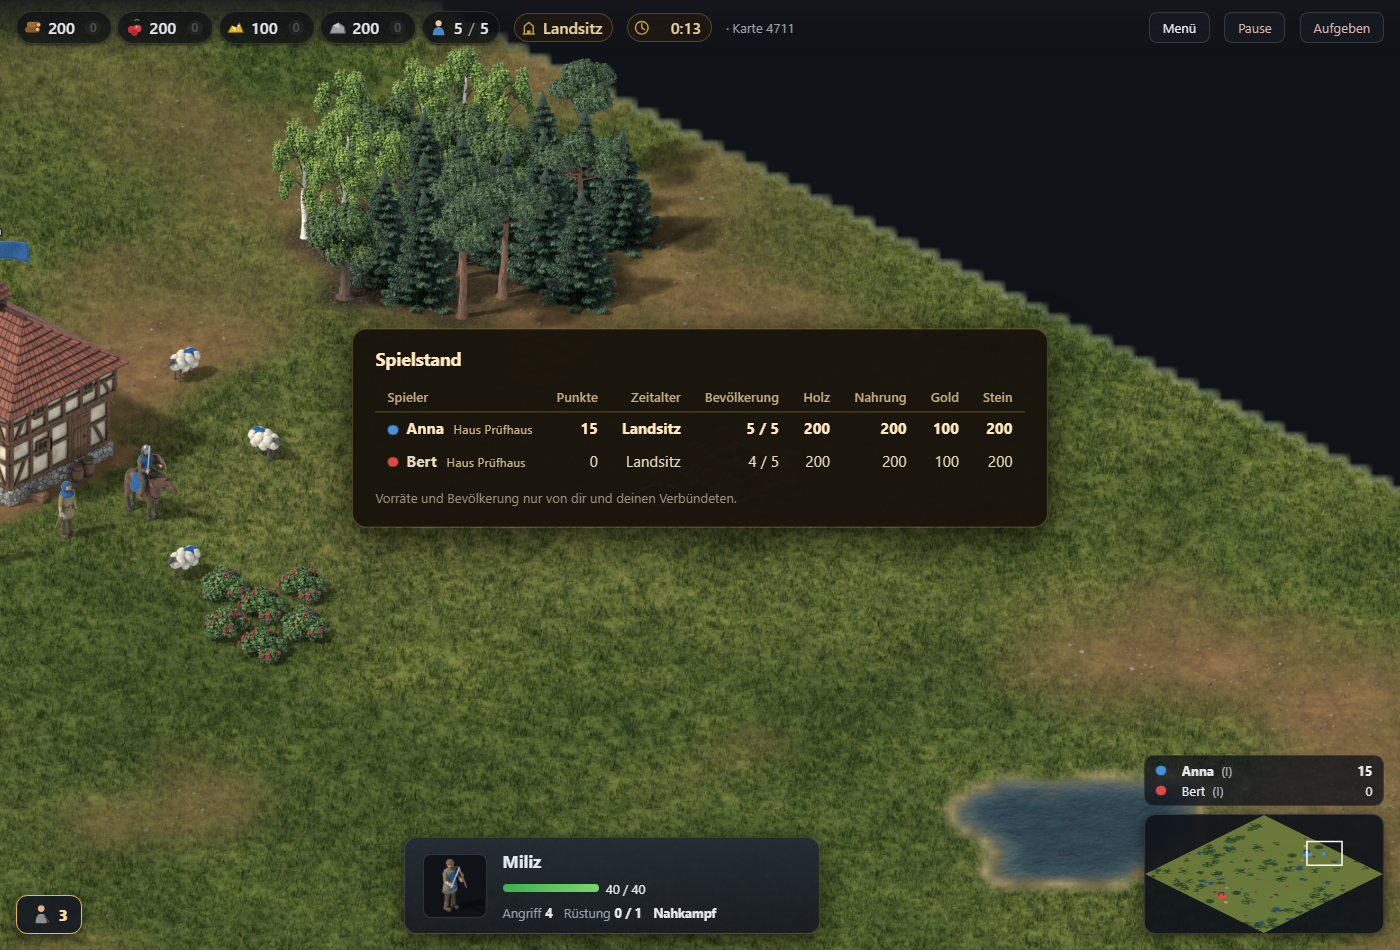 200 0 200 0 100 0 200 0 5 / 5 Landsitz 0:13 · Karte 4711 Menü Pause Aufgeben
Spielstand
Spieler Punkte Zeitalter Bevölkerung Holz Nahrung Gold Stein
Anna Haus Prüfhaus 15 Landsitz 5 / 5 200 200 100 200
Bert Haus Prüfhaus 0 Landsitz 4 / 5 200 200 100 200
Vorräte und Bevölkerung nur von dir und deinen Verbündeten.
Anna (I) 15
Bert (I) 0
Miliz
40 / 40
Angriff 4 Rüstung 0 / 1 Nahkampf
3